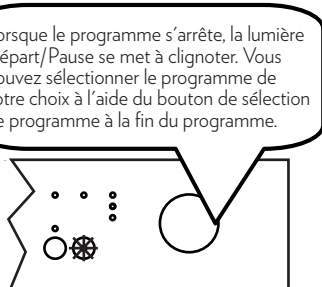 orsque le programme s'arrête, la lumière
épart/Pause se met à clignoter. Vous
ouvez sélectionner le programme de
otre choix à l'aide du bouton de sélection
e programme à la fin du programme.